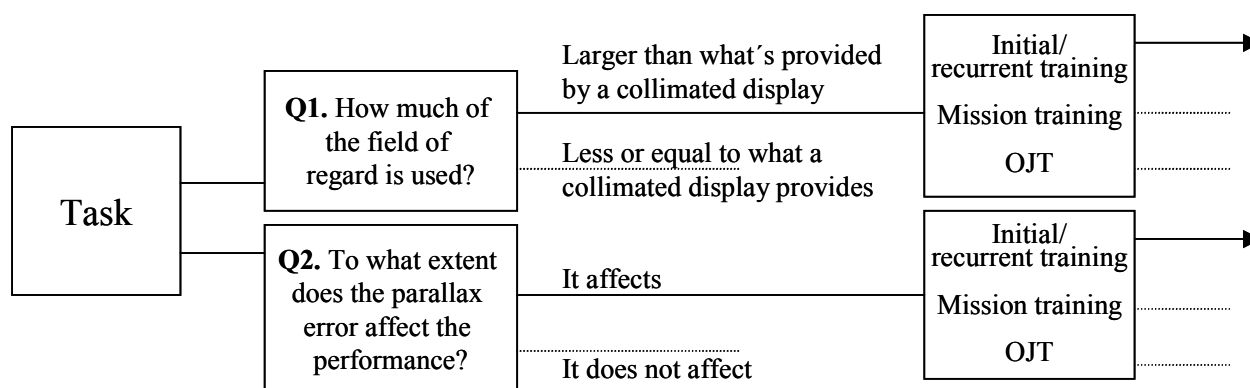 Task
Q1. How much of
the field of
regard is used?
Larger than what´s provided
by a collimated display
Less or equal to what a
collimated display provides
Initial/
recurrent training
Mission training
OJT
Q2. To what extent
does the parallax
error affect the
performance?
It affects
It does not affect
Initial/
recurrent training
Mission training
OJT